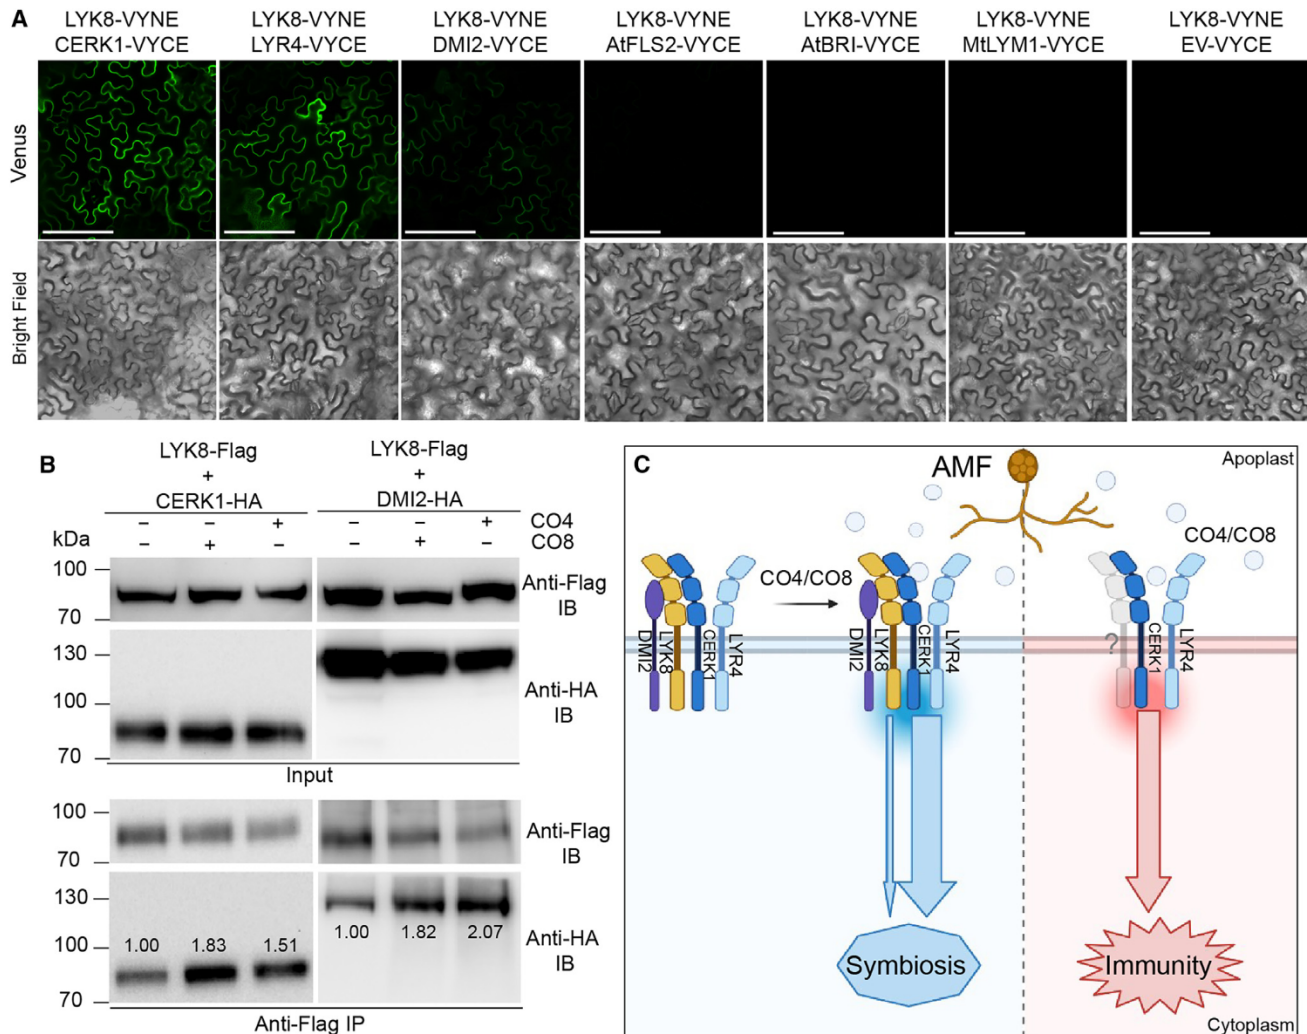 A
LYK8-VYNE
CERK1-VYCE
LYK8-VYNE
LYR4-VYCE
LYK8-VYNE
DMI2-VYCE
LYK8-VYNE
AtFLS2-VYCE
LYK8-VYNE
AtBRI-VYCE
LYK8-VYNE
MtLYM1-VYCE
LYK8-VYNE
EV-VYCE
Venus
Bright Field
B
LYK8-Flag
+
CERK1-HA
LYK8-Flag
+
DMI2-HA
– – + – – + CO4
– + – – + – CO8
kDa
100
70
Anti-Flag
IB
130
100
70
Anti-HA
IB
Input
100
70
Anti-Flag
IB
130
100
70
1.00 1.83 1.51
1.00 1.82 2.07
Anti-HA
IB
Anti-Flag IP
C
Apoplast
AMF
CO4/CO8
CO4/CO8
DMI2
LYK8
CERK1
LYR4
DMI2
LYK8
CERK1
LYR4
?
CERK1
LYR4
Symbiosis
Immunity
Cytoplasm